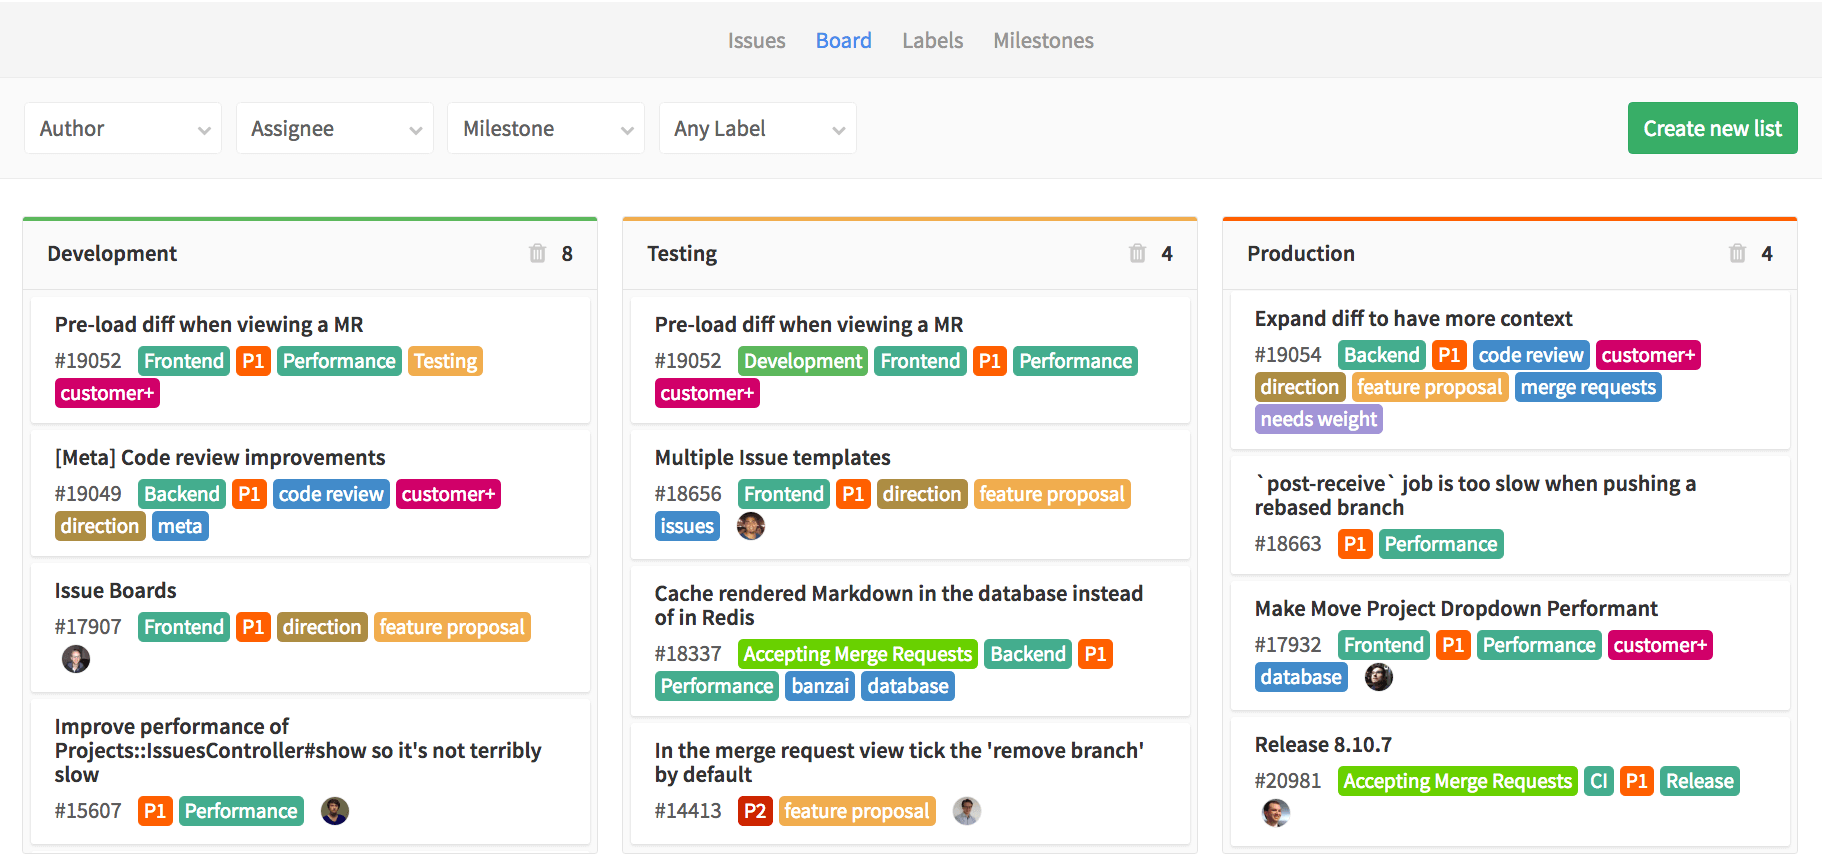 Issues Board Labels Milestones
Author Assignee Milestone Any Label Create new list
Development 8
Pre-load diff when viewing a MR
#19052 Frontend P1 Performance Testing
customer+
[Meta] Code review improvements
#19049 Backend P1 code review customer+
direction meta
Issue Boards
#17907 Frontend P1 direction feature proposal
Improve performance of
Projects::IssuesController#show so it's not terribly
slow
#15607 P1 Performance
Testing 4
Pre-load diff when viewing a MR
#19052 Development Frontend P1 Performance
customer+
Multiple Issue templates
#18656 Frontend P1 direction feature proposal
issues
Cache rendered Markdown in the database instead
of in Redis
#18337 Accepting Merge Requests Backend P1
Performance banzai database
In the merge request view tick the 'remove branch'
by default
#14413 P2 feature proposal
Production 4
Expand diff to have more context
#19054 Backend P1 code review customer+
direction feature proposal merge requests
needs weight
`post-receive` job is too slow when pushing a
rebased branch
#18663 P1 Performance
Make Move Project Dropdown Performant
#17932 Frontend P1 Performance customer+
database
Release 8.10.7
#20981 Accepting Merge Requests CI P1 Release